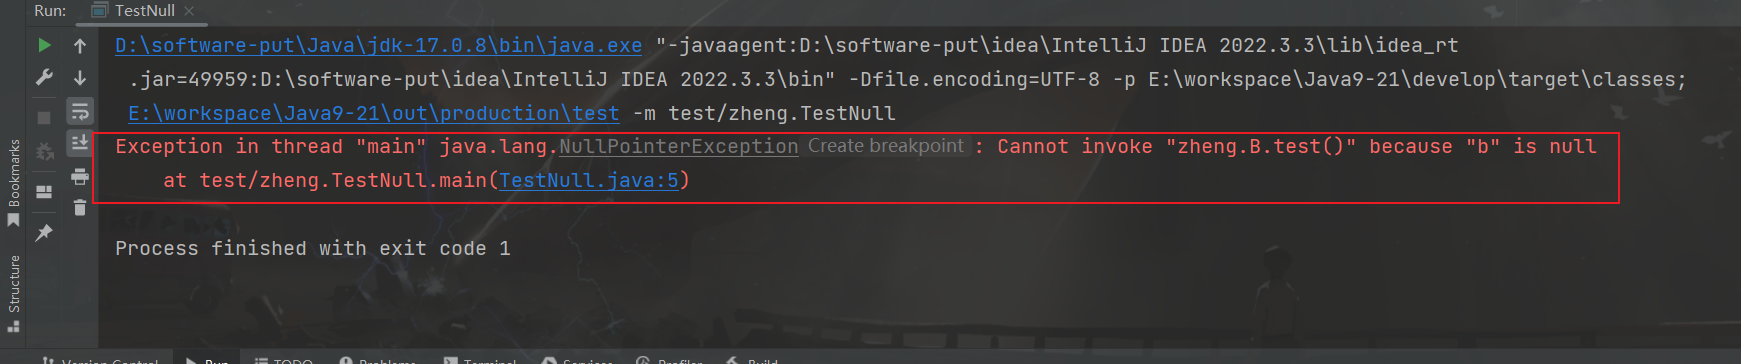 Run: TestNull
D:\software-put\Java\jdk-17.0.8\bin\java.exe "-javaagent:D:\software-put\idea\IntelliJ IDEA 2022.3.3\lib\idea_rt
.jar=49959:D:\software-put\idea\IntelliJ IDEA 2022.3.3\bin" -Dfile.encoding=UTF-8 -p E:\workspace\Java9-21\develop\target\classes;
E:\workspace\Java9-21\out\production\test -m test/zheng.TestNull
Exception in thread "main" java.lang.NullPointerException Create breakpoint : Cannot invoke "zheng.B.test()" because "b" is null
at test/zheng.TestNull.main(TestNull.java:5)
Process finished with exit code 1
Bookmarks
Structure
Version Control Run TODO Problems Terminal Services Profiler Build